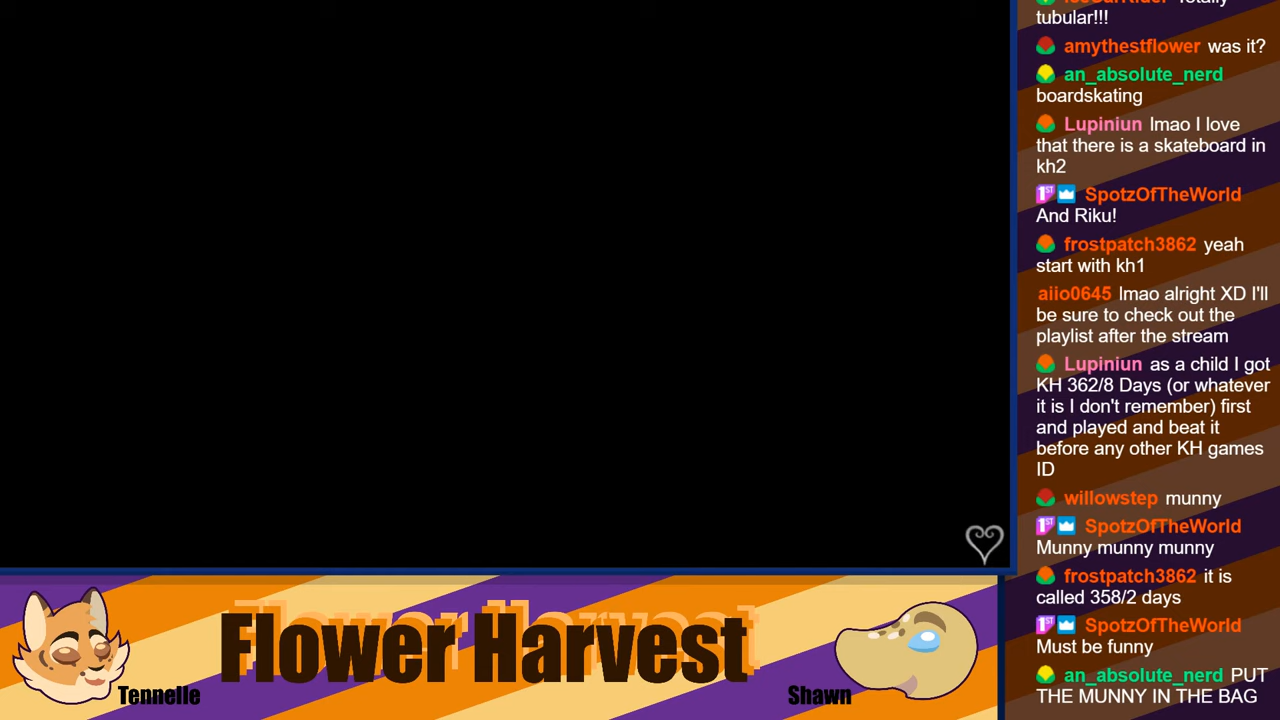 tubular!!!
amythestflower was it?
an_absolute_nerd
boardskating
Lupiniun lmao I love
that there is a skateboard in
kh2
SpotzOfTheWorld
And Riku!
frostpatch3862 yeah
start with kh1
aiio0645 lmao alright XD I'll
be sure to check out the
playlist after the stream
Lupiniun as a child I got
KH 362/8 Days (or whatever
it is I don't remember) first
and played and beat it
before any other KH games
ID
willowstep munny
SpotzOfTheWorld
Munny munny munny
frostpatch3862 it is
called 358/2 days
SpotzOfTheWorld
Must be funny
an_absolute_nerd PUT
THE MUNNY IN THE BAG
Flower Harvest
Tennelle
Shawn